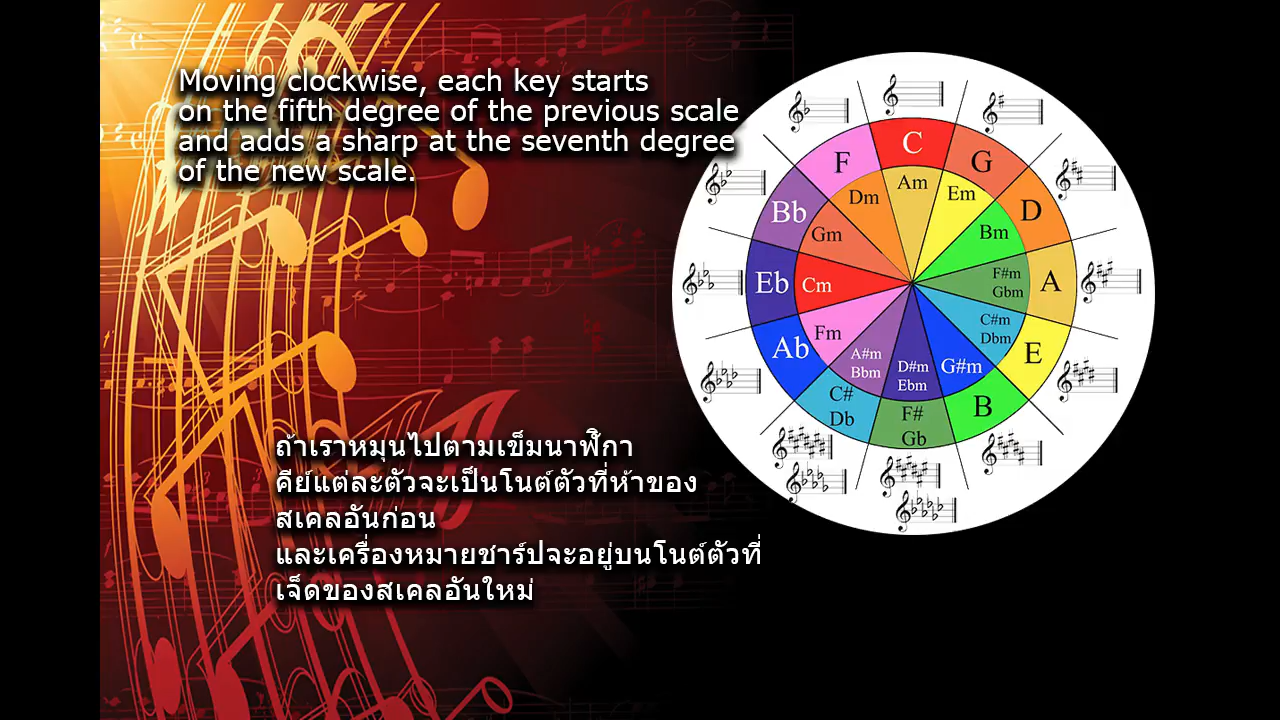 Moving clockwise, each key starts
on the fifth degree of the previous scale
and adds a sharp at the seventh degree
of the new scale.
ถ้าเราหมุนไปตามเข็มนาฬิกา
คีย์แต่ละตัวจะเป็นโนต์ตัวที่ห้าของ
สเคลอันก่อน
และเครื่องหมายชาร์ปจะอยู่บนโนต์ตัวที่
เจ็ดของสเคลอันใหม่
C
G
D
A
E
B
F#
Gb
C#
Db
Ab
Eb
Bb
F
Am
Em
Bm
F#m
Gbm
C#m
Dbm
G#m
D#m
Ebm
A#m
Bbm
Fm
Cm
Gm
Dm